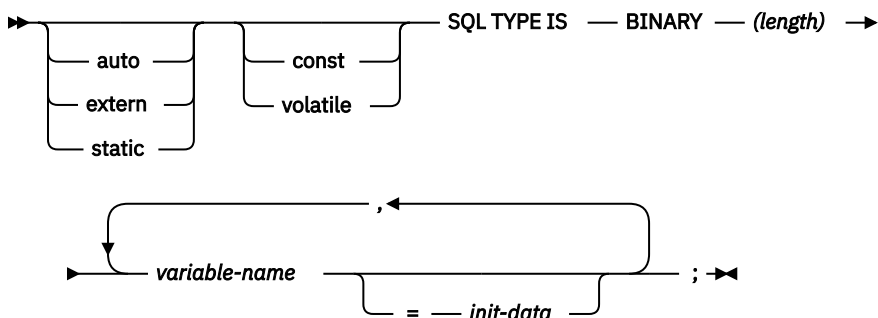 SQL TYPE IS BINARY (length)
auto const
extern volatile
static
,
variable-name ;
= init-data